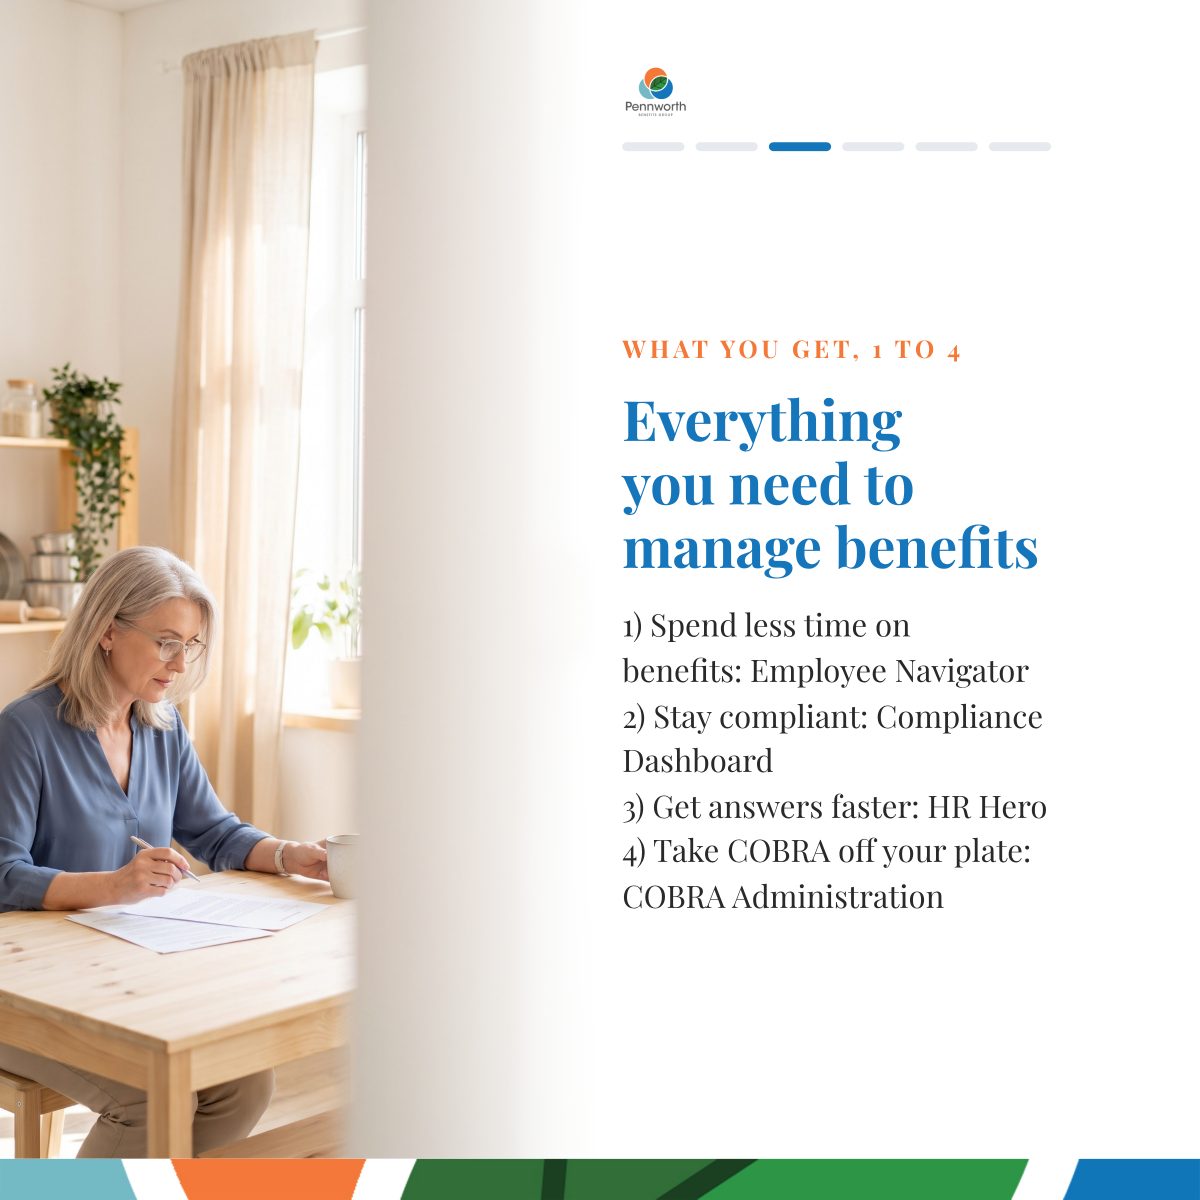 Pennworth
BENEFITS GROUP
WHAT YOU GET, 1 TO 4
Everything
you need to
manage benefits
1) Spend less time on
benefits: Employee Navigator
2) Stay compliant: Compliance
Dashboard
3) Get answers faster: HR Hero
4) Take COBRA off your plate:
COBRA Administration